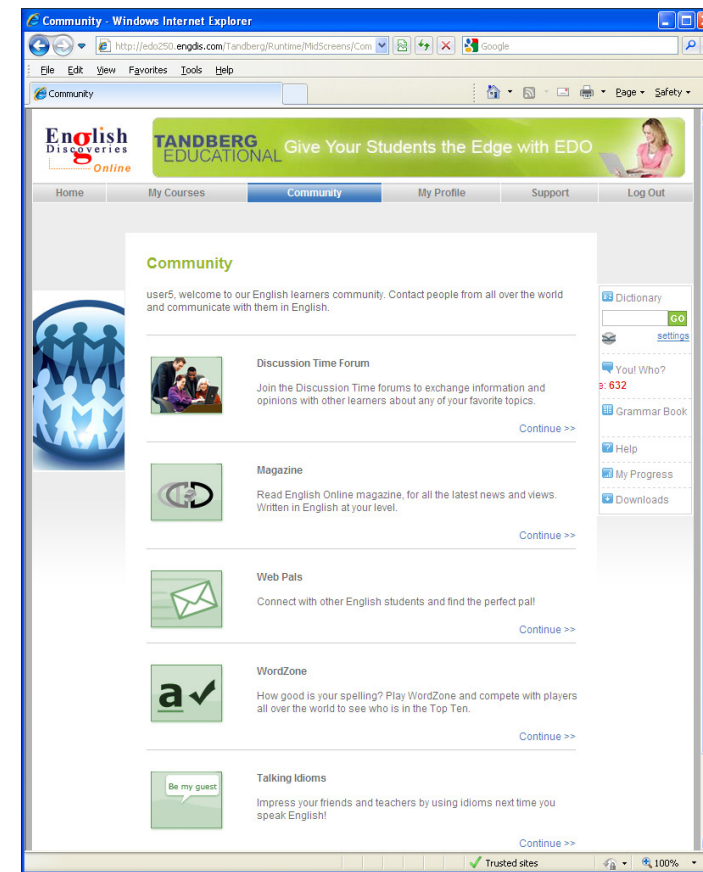 Community - Windows Internet Explorer
http://edo250.engdis.com/Tandberg/Runtime/MidScreens/Com
Google
File Edit View Favorites Tools Help
Community
Page Safety
English
Discoveries
Online
TANDBERG
EDUCATIONAL
Give Your Students the Edge with EDO
Home My Courses Community My Profile Support Log Out
Community
user5, welcome to our English learners community. Contact people from all over the world
and communicate with them in English.
Discussion Time Forum
Join the Discussion Time forums to exchange information and
opinions with other learners about any of your favorite topics.
Continue >>
Magazine
Read English Online magazine, for all the latest news and views.
Written in English at your level.
Continue >>
Web Pals
Connect with other English students and find the perfect pal!
Continue >>
a
WordZone
How good is your spelling? Play WordZone and compete with players
all over the world to see who is in the Top Ten.
Continue >>
Be my guest
Talking Idioms
Impress your friends and teachers by using idioms next time you
speak English!
Continue >>
Dictionary
GO
settings
You! Who?
e: 632
Grammar Book
Help
My Progress
Downloads
Trusted sites
100%